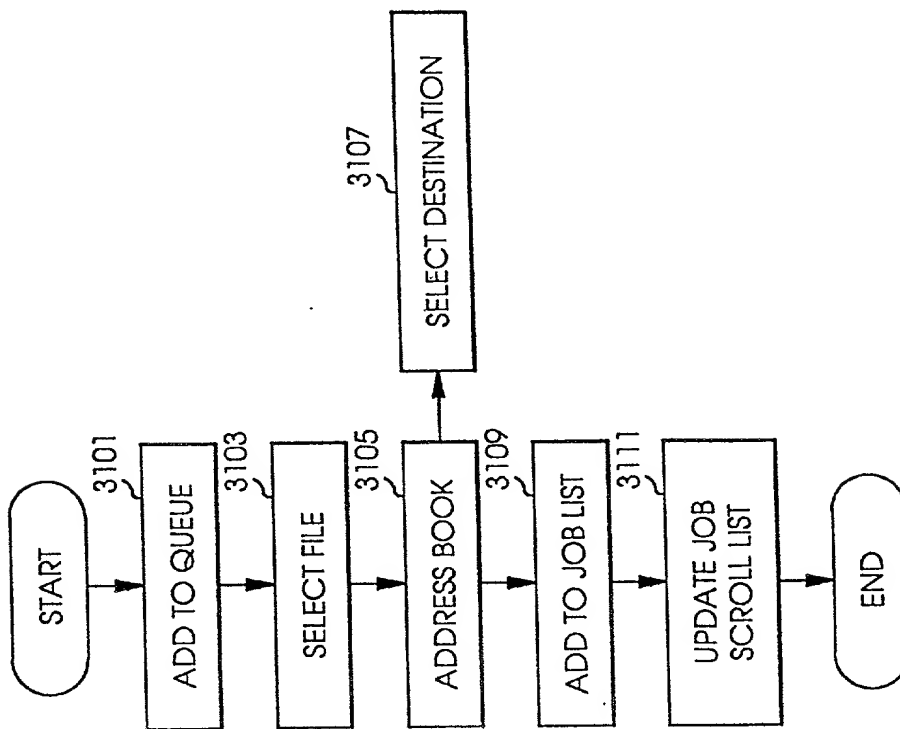 START
3101
ADD TO QUEUE
3103
SELECT FILE
3105
ADDRESS BOOK
3107
SELECT DESTINATION
3109
ADD TO JOB LIST
3111
UPDATE JOB
SCROLL LIST
END